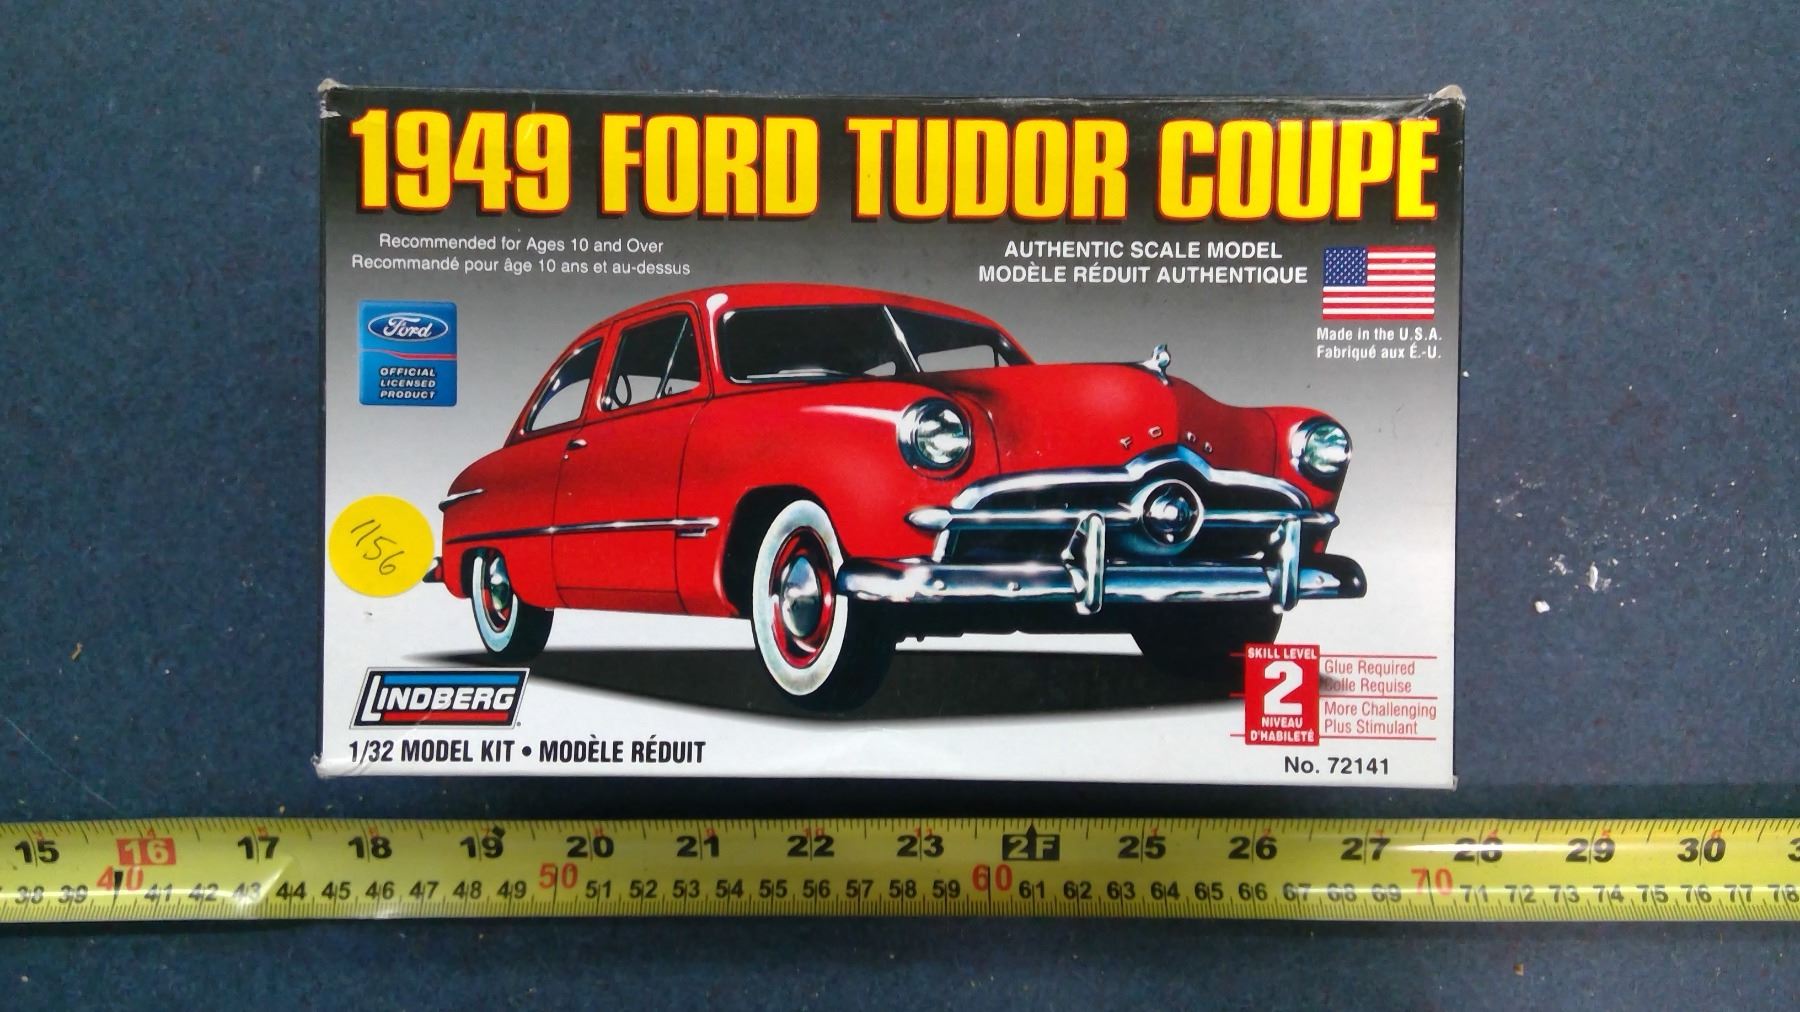 1949 FORD TUDOR COUPE
Recommended for Ages 10 and Over
Recommandé pour âge 10 ans et au-dessus
AUTHENTIC SCALE MODEL
MODÈLE RÉDUIT AUTHENTIQUE
Made in the U.S.A.
Fabriqué aux É.-U.
Ford
OFFICIAL
LICENSED
PRODUCT
FORD
1156
LINDBERG
1/32 MODEL KIT • MODÈLE RÉDUIT
SKILL LEVEL
2
NIVEAU
D'HABILETÉ
Glue Required
Colle Requise
More Challenging
Plus Stimulant
No. 72141
15 16 17 18 19 20 21 22 23 2F 25 26 27 28 29 30
38 39 40 41 42 43 44 45 46 47 48 49 50 51 52 53 54 55 56 57 58 59 60 61 62 63 64 65 66 67 68 69 70 71 72 73 74 75 76 77 78